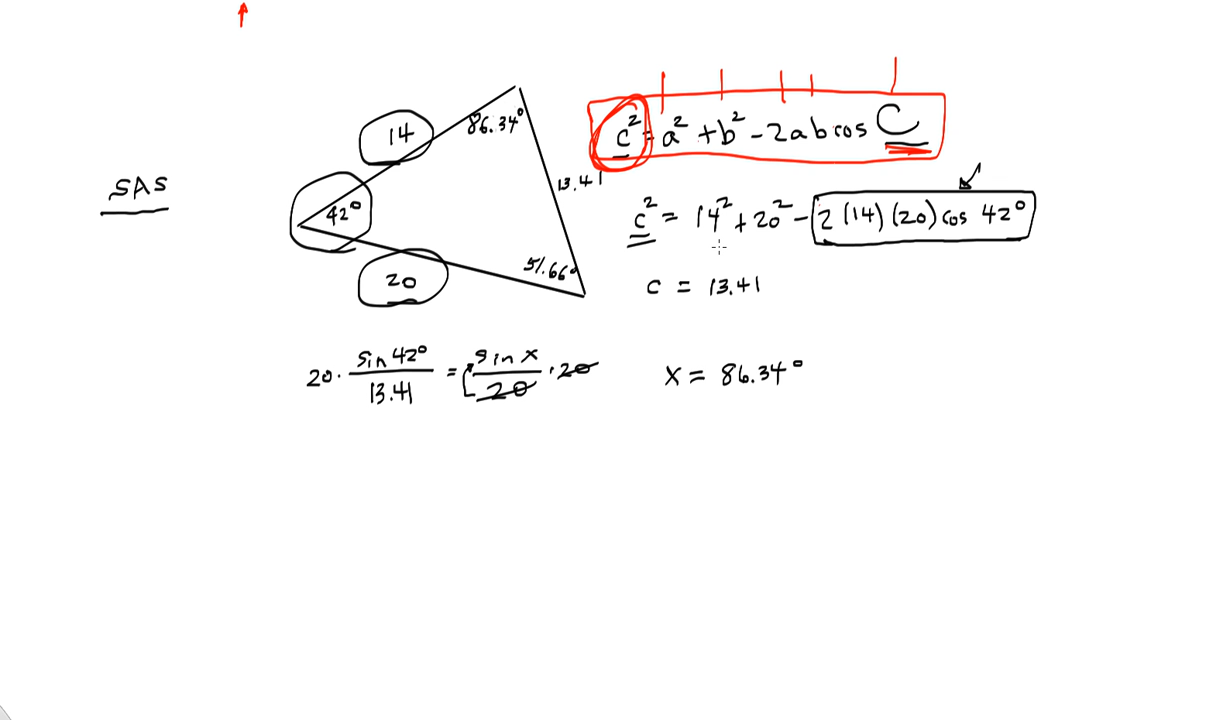 14
86.34°
c² = a² + b² - 2ab cos C
SAS
42°
13.41
c² = 14² + 20² - 2(14)(20) cos 42°
20
51.66°
c = 13.41
20 · sin 42° / 13.41 = sin x / 20 · 20
x = 86.34°